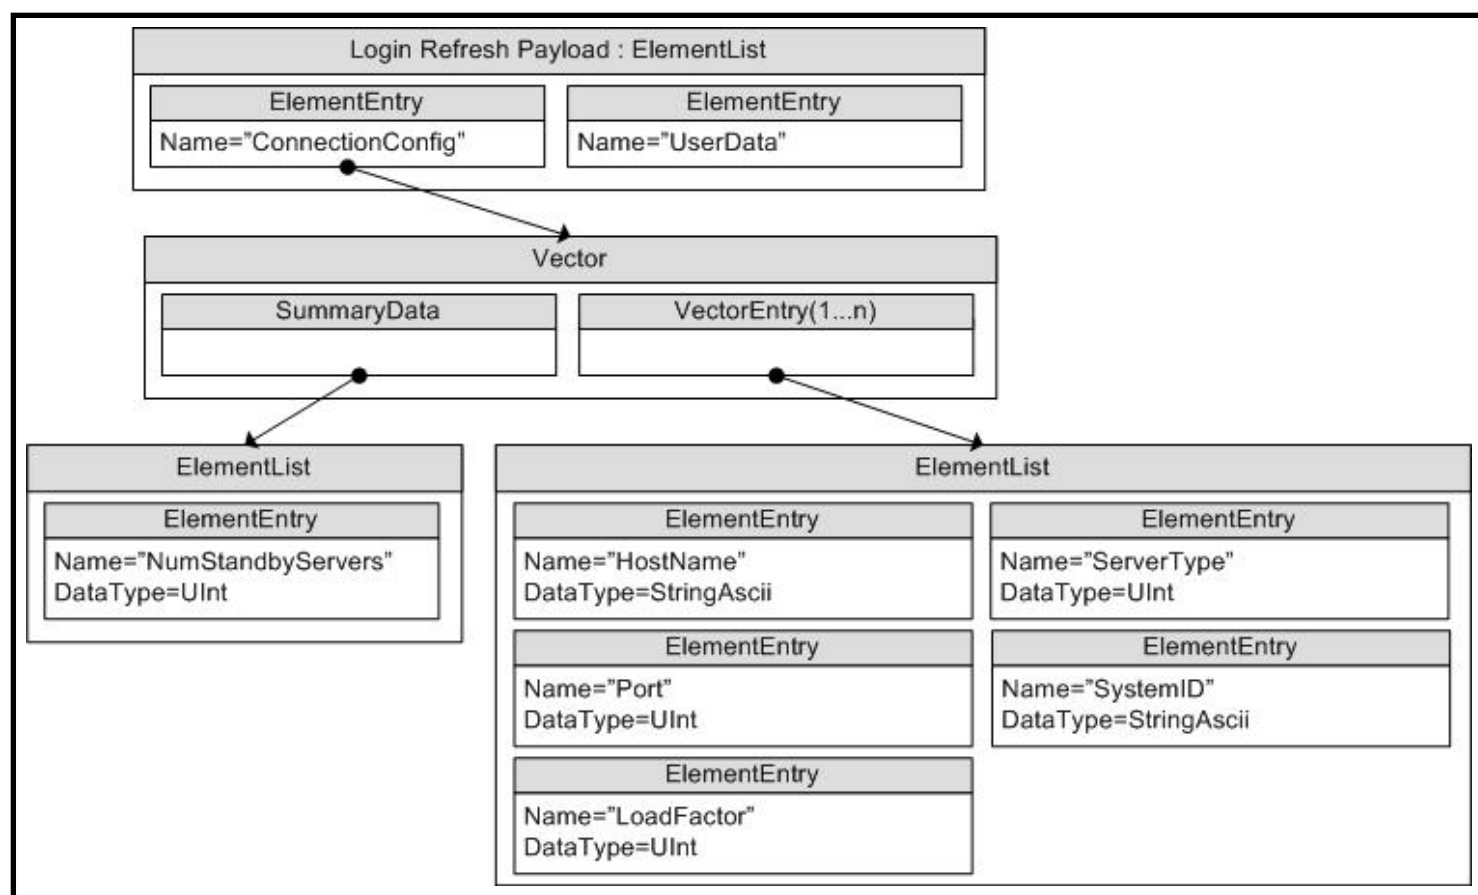 Login Refresh Payload : ElementList
ElementEntry
Name="ConnectionConfig"
ElementEntry
Name="UserData"
Vector
SummaryData
VectorEntry(1...n)
ElementList
ElementEntry
Name="NumStandbyServers"
DataType=UInt
ElementList
ElementEntry
Name="HostName"
DataType=StringAscii
ElementEntry
Name="ServerType"
DataType=UInt
ElementEntry
Name="Port"
DataType=UInt
ElementEntry
Name="SystemID"
DataType=StringAscii
ElementEntry
Name="LoadFactor"
DataType=UInt